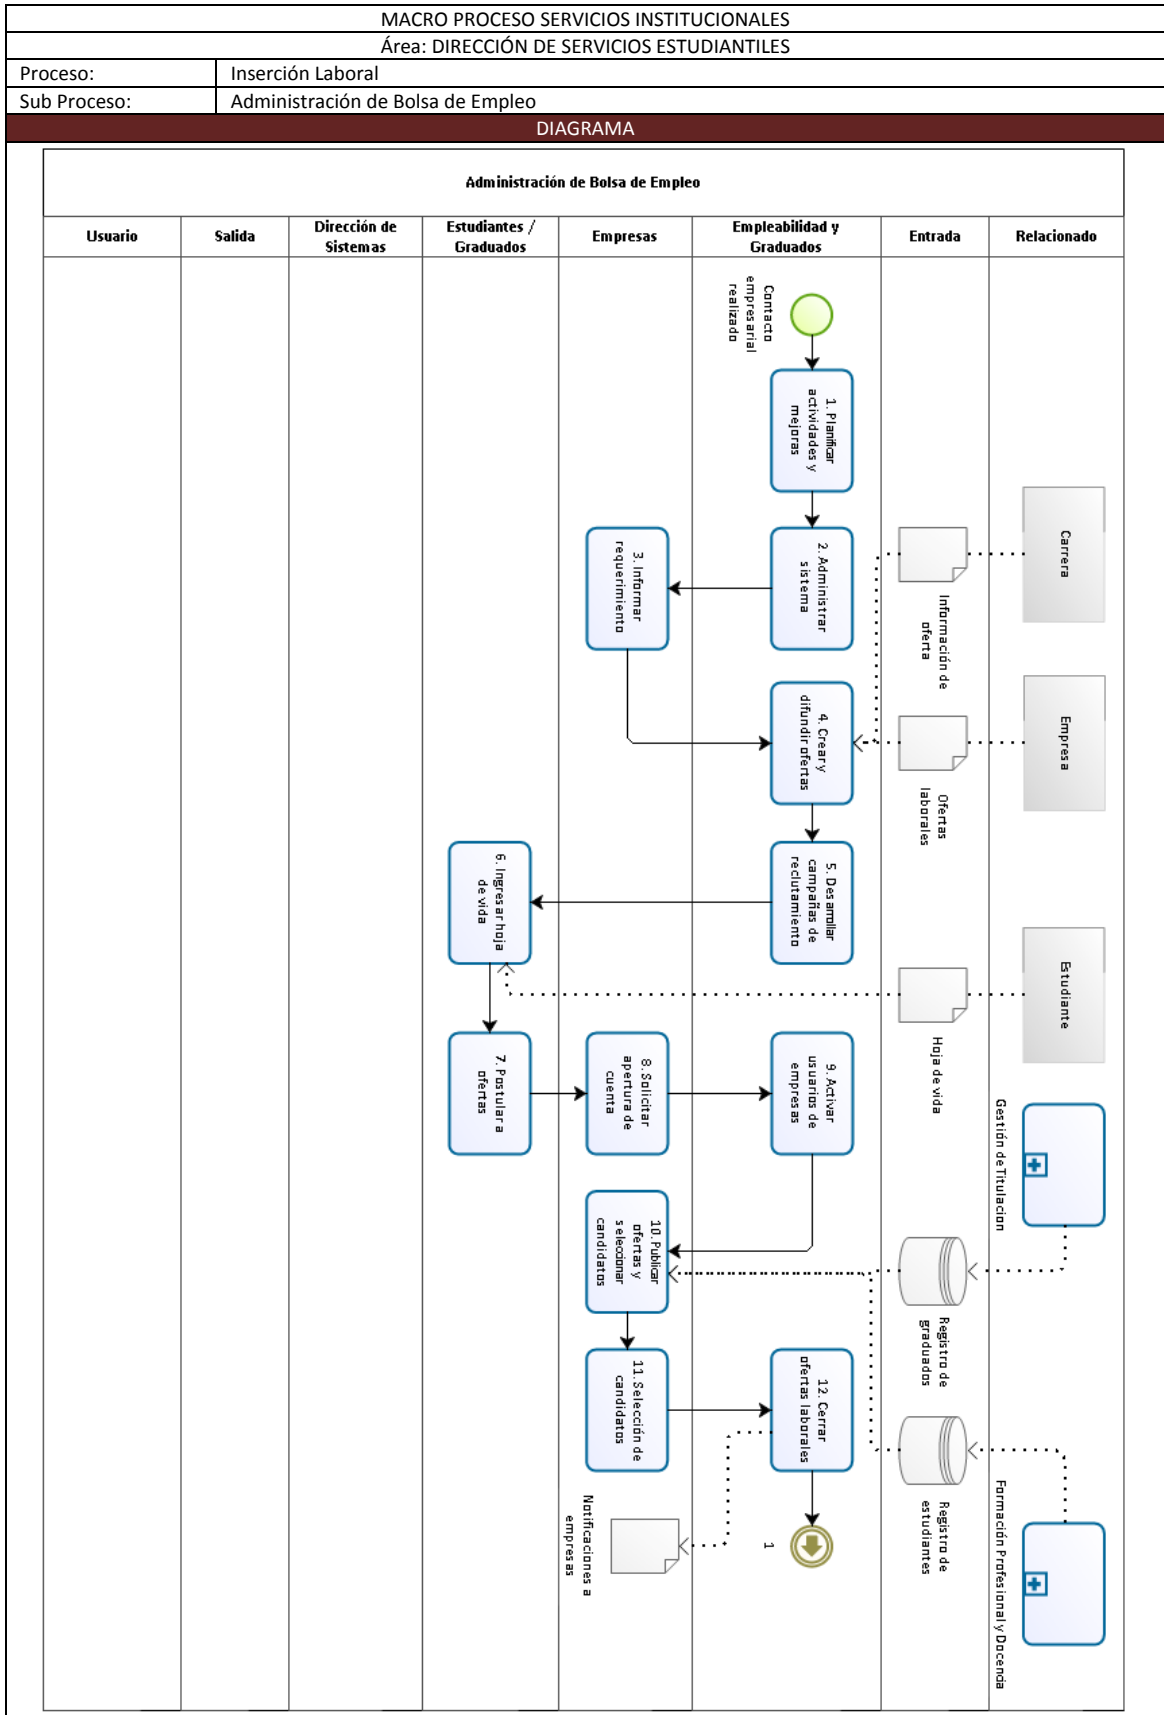 MACRO PROCESO SERVICIOS INSTITUCIONALES
Área: DIRECCIÓN DE SERVICIOS ESTUDIANTILES
Proceso: Inserción Laboral
Sub Proceso: Administración de Bolsa de Empleo
DIAGRAMA
Administración de Bolsa de Empleo
Usuario
Salida
Dirección de
Sistemas
Estudiantes /
Graduados
Empresas
Empleabilidad y
Graduados
Entrada
Relacionado
Contacto
empresarial
realizado
1. Planificar
actividades y
mejoras
2. Administrar
sistema
3. Informar
requerimiento
Carrera
Información de
oferta
4. Crear y
difundir ofertas
Empresa
Ofertas
laborales
5. Desarrollar
campañas de
reclutamiento
6. Ingresar hoja
de vida
Estudiante
Hoja de vida
7. Postular a
ofertas
8. Solicitar
apertura de
cuenta
9. Activar
usuarios de
empresas
Gestión de Titulacion
10. Publicar
ofertas y
seleccionar
candidatos
Registro de
graduados
11. Selección de
candidatos
12. Cerrar
ofertas laborales
Registro de
estudiantes
Formación Profesional y Docencia
Notificaciones a
empresas
1